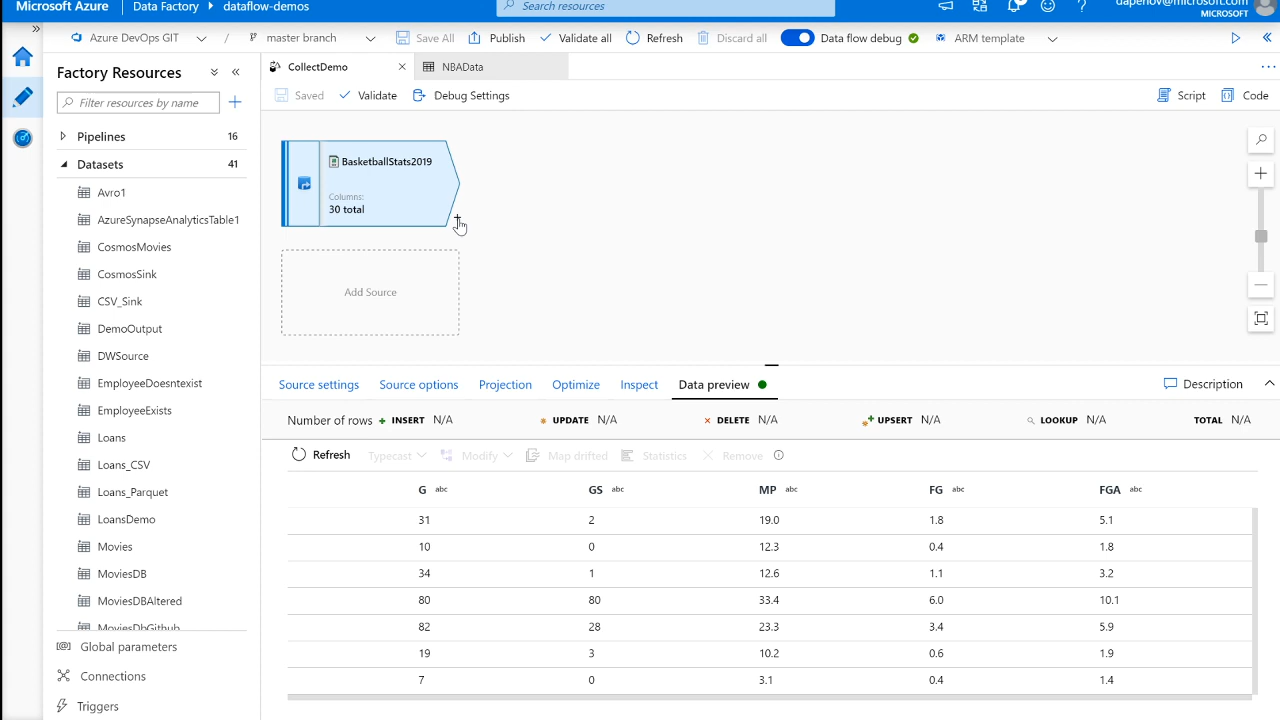 Microsoft Azure Data Factory dataflow-demos Search resources
dapenov@microsoft.com
MICROSOFT
Azure DevOps GIT / master branch Save All Publish Validate all Refresh Discard all Data flow debug ARM template
Factory Resources
Filter resources by name
Pipelines 16
Datasets 41
Avro1
AzureSynapseAnalyticsTable1
CosmosMovies
CosmosSink
CSV_Sink
DemoOutput
DWSource
EmployeeDoesntexist
EmployeeExists
Loans
Loans_CSV
Loans_Parquet
LoansDemo
Movies
MoviesDB
MoviesDBAltered
MoviesDbGithub
Global parameters
Connections
Triggers
CollectDemo NBAData
Saved Validate Debug Settings Script Code
BasketballStats2019
Columns:
30 total
Add Source
Source settings Source options Projection Optimize Inspect Data preview Description
Number of rows INSERT N/A UPDATE N/A DELETE N/A UPSERT N/A LOOKUP N/A TOTAL N/A
Refresh Typecast Modify Map drifted Statistics Remove
G abc GS abc MP abc FG abc FGA abc
31 2 19.0 1.8 5.1
10 0 12.3 0.4 1.8
34 1 12.6 1.1 3.2
80 80 33.4 6.0 10.1
82 28 23.3 3.4 5.9
19 3 10.2 0.6 1.9
7 0 3.1 0.4 1.4